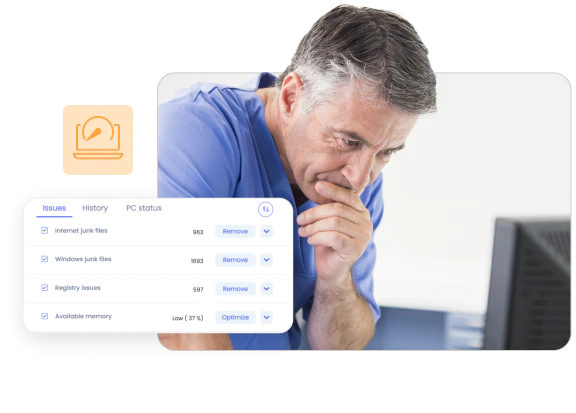 Issues History PC status
Internet junk files 963 Remove
Windows junk files 1693 Remove
Registry issues 597 Remove
Available memory Low ( 37 %) Optimize